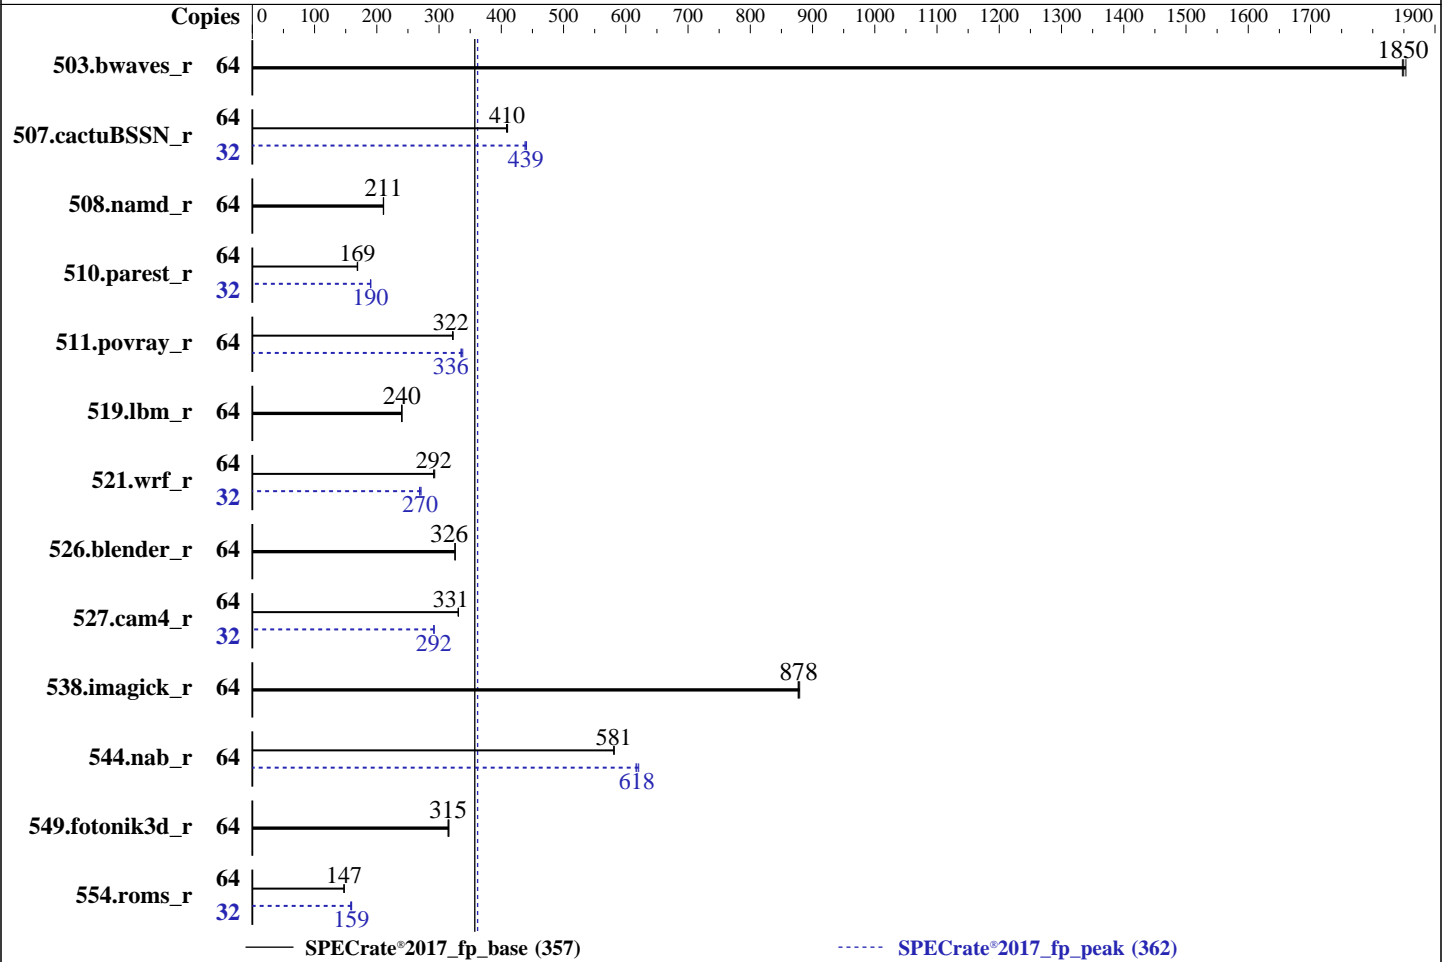 Copies 0 100 200 300 400 500 600 700 800 900 1000 1100 1200 1300 1400 1500 1600 1700 1900
503.bwaves_r 64 1850
507.cactuBSSN_r 64 410
32 439
508.namd_r 64 211
510.parest_r 64 169
32 190
511.povray_r 64 322
336
519.lbm_r 64 240
521.wrf_r 64 292
32 270
526.blender_r 64 326
527.cam4_r 64 331
32 292
538.imagick_r 64 878
544.nab_r 64 581
618
549.fotonik3d_r 64 315
554.roms_r 64 147
32 159
SPECrate®2017_fp_base (357) SPECrate®2017_fp_peak (362)